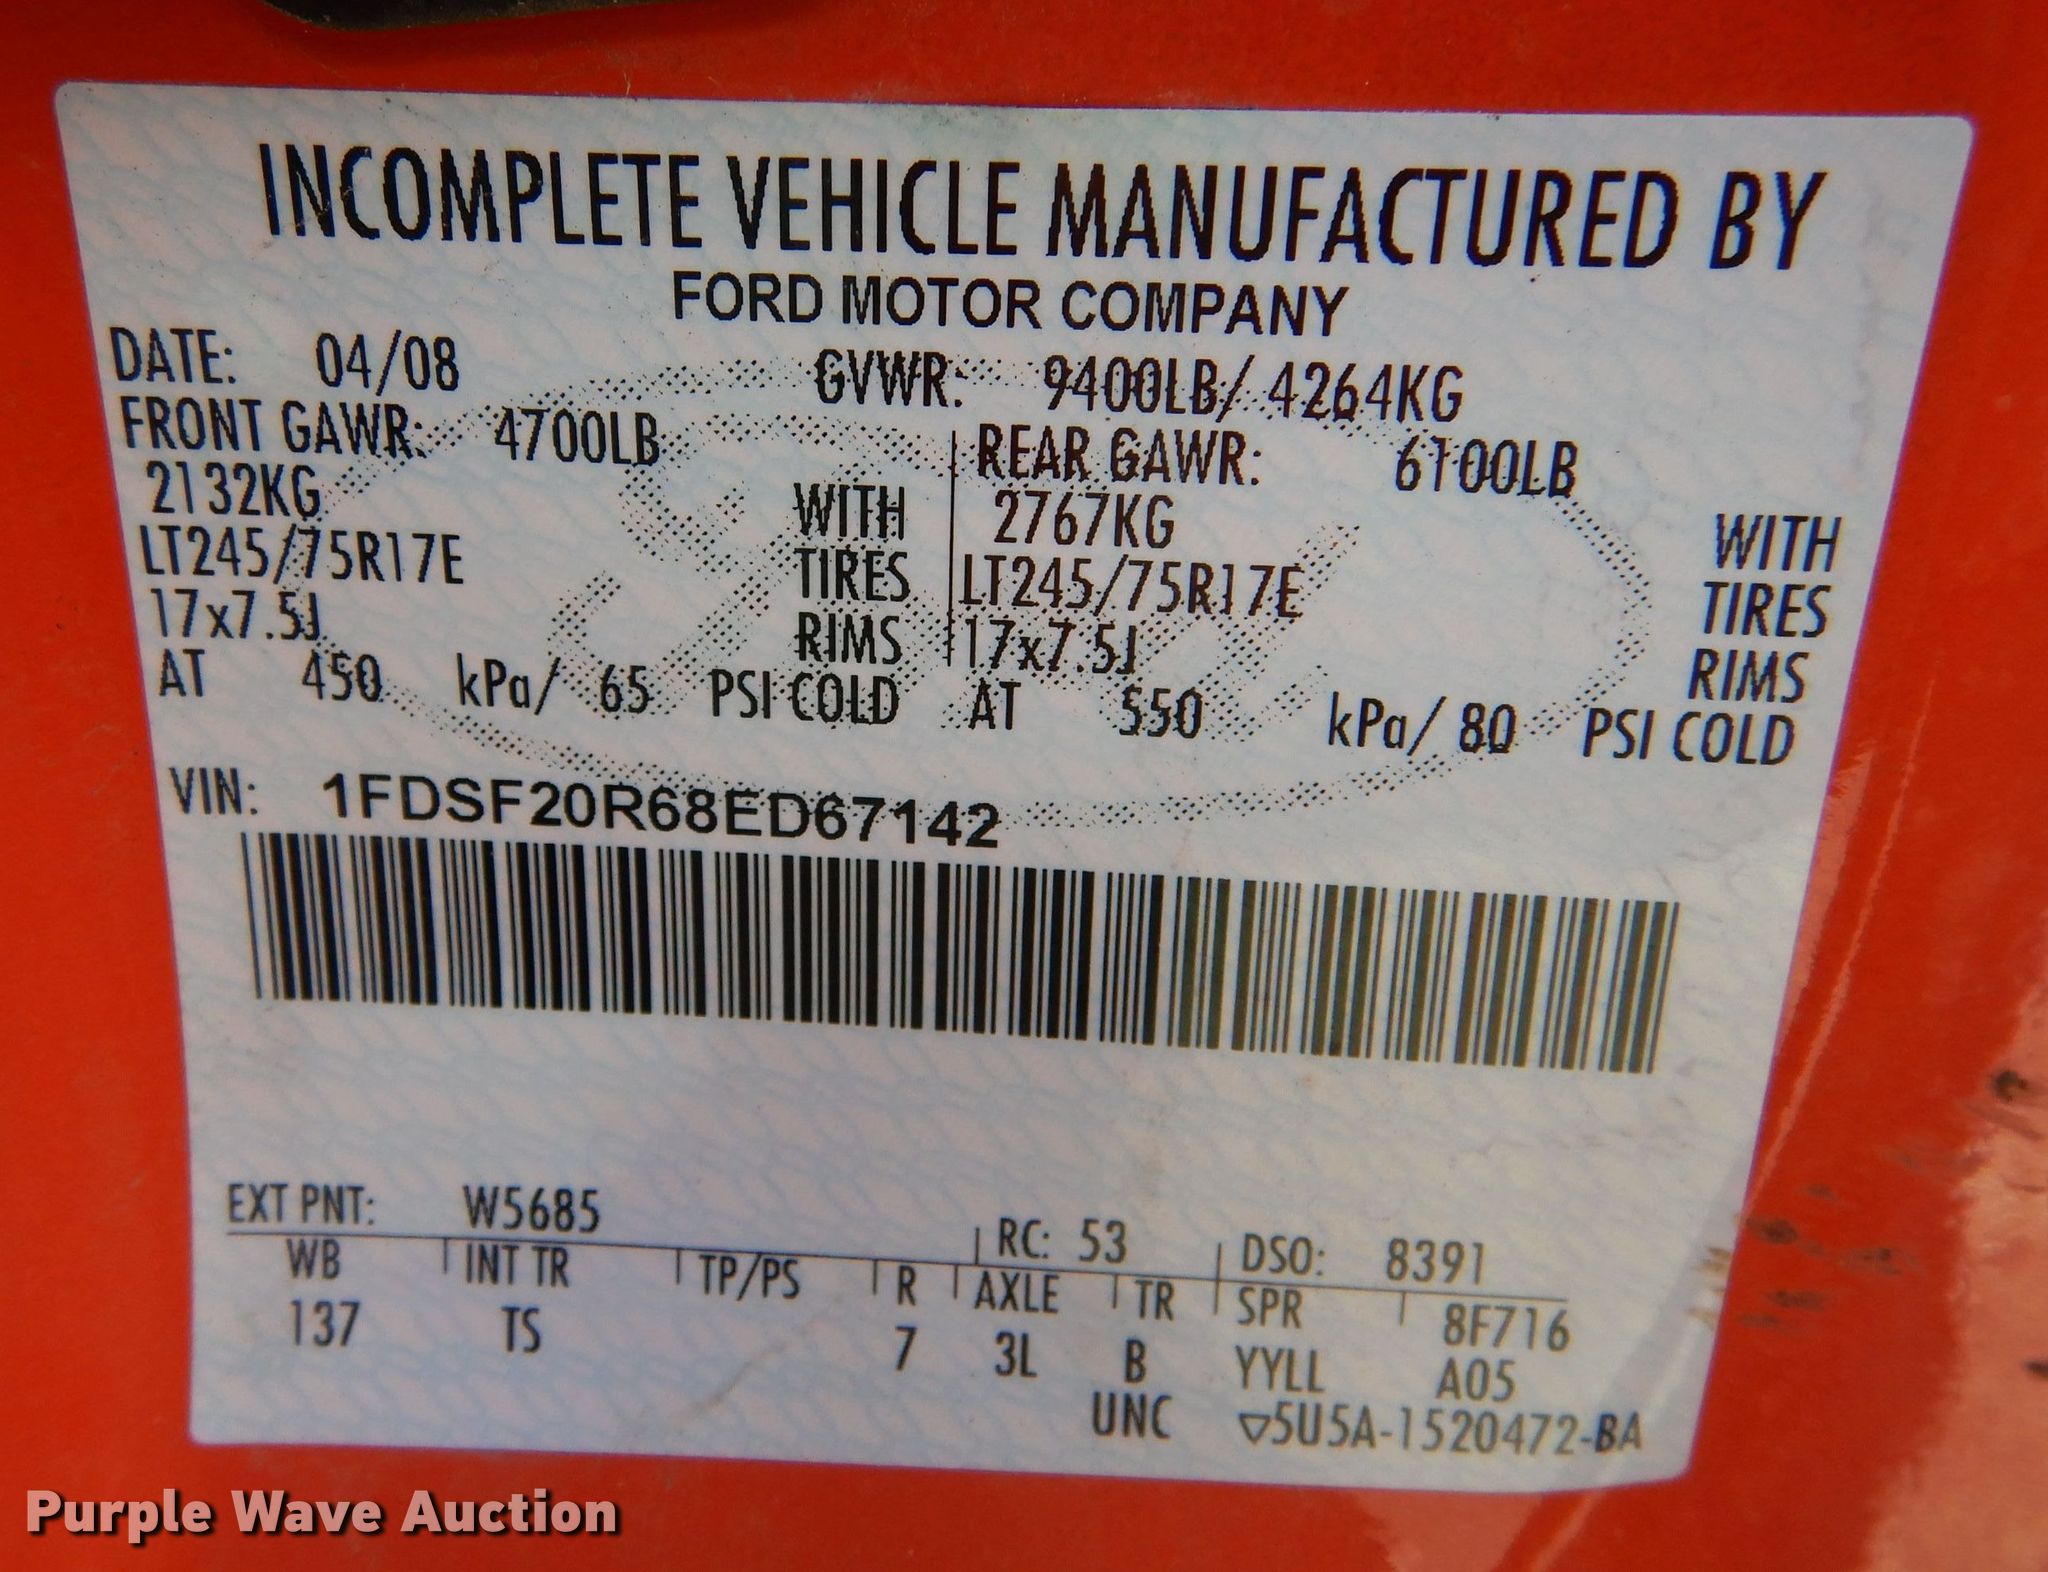 INCOMPLETE VEHICLE MANUFACTURED BY
FORD MOTOR COMPANY
DATE: 04/08 GVWR: 9400LB/ 4264KG
FRONT GAWR: 4700LB REAR GAWR: 6100LB
2132KG WITH 2767KG WITH
LT245/75R17E TIRES LT245/75R17E TIRES
17x7.5J RIMS 17x7.5J RIMS
AT 450 kPa/ 65 PSI COLD AT 550 kPa/ 80 PSI COLD
VIN: 1FDSF20R68ED67142
EXT PNT: W5685 RC: 53 DSO: 8391
WB INT TR TP/PS R AXLE TR SPR 8F716
137 TS 7 3L B YYLL A05
UNC ▽5U5A-1520472-BA
Purple Wave Auction